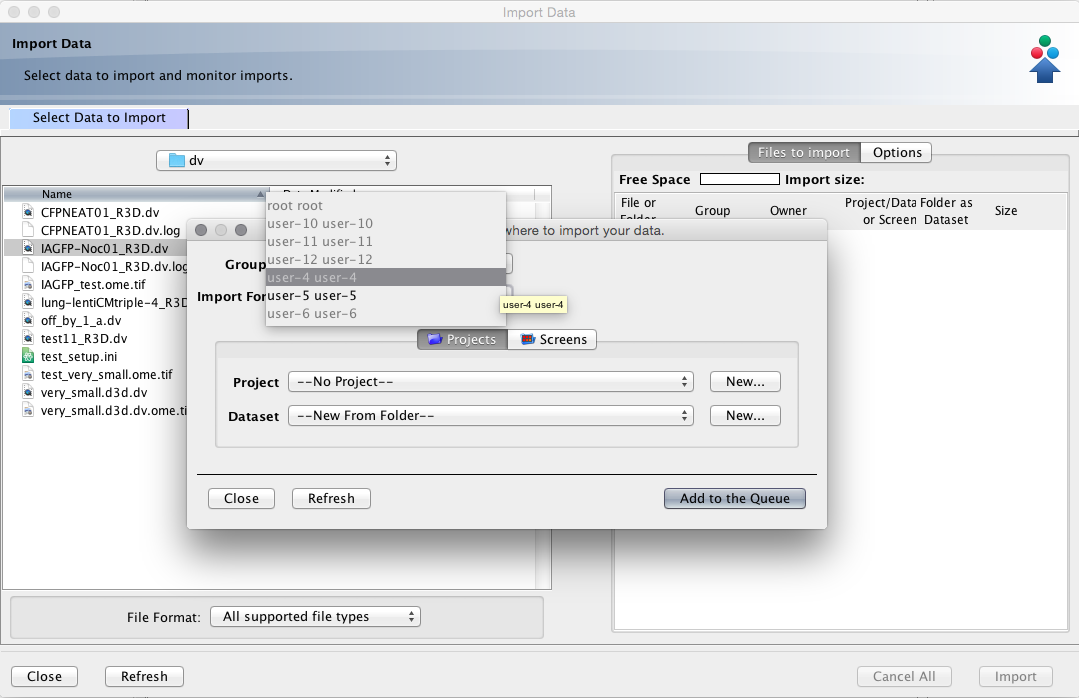 Import Data
Import Data
Select data to import and monitor imports.
Select Data to Import
dv
Name
CFPNEAT01_R3D.dv
CFPNEAT01_R3D.dv.log
IAGFP-Noc01_R3D.dv
IAGFP-Noc01_R3D.dv.log
IAGFP_test.ome.tif
lung-lentiCMtriple-4_R3D
off_by_1_a.dv
test11_R3D.dv
test_setup.ini
test_very_small.ome.tif
very_small.d3d.dv
very_small.d3d.dv.ome.ti
File Format: All supported file types
Close Refresh
Files to import Options
Free Space Import size:
File or Group Owner Project/Data Folder as Size
Folder or Screen Dataset
where to import your data.
Group
Import For
root root
user-10 user-10
user-11 user-11
user-12 user-12
user-4 user-4
user-5 user-5
user-6 user-6
user-4 user-4
Projects Screens
Project --No Project-- New...
Dataset --New From Folder-- New...
Close Refresh Add to the Queue
Cancel All Import